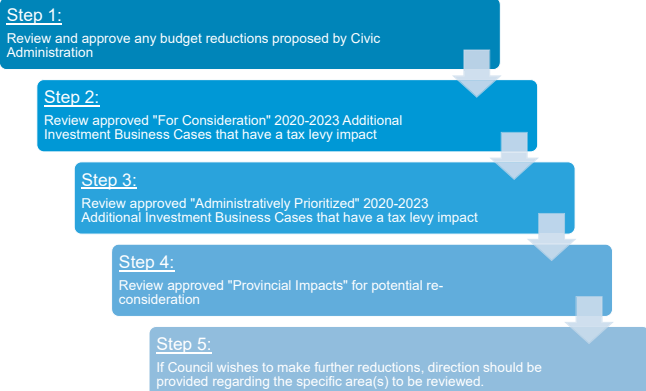 Step 1:
Review and approve any budget reductions proposed by Civic
Administration
Step 2:
Review approved "For Consideration" 2020-2023 Additional
Investment Business Cases that have a tax levy impact
Step 3:
Review approved "Administratively Prioritized" 2020-2023
Additional Investment Business Cases that have a tax levy impact
Step 4:
Review approved "Provincial Impacts" for potential re-
consideration
Step 5:
If Council wishes to make further reductions, direction should be
provided regarding the specific area(s) to be reviewed.